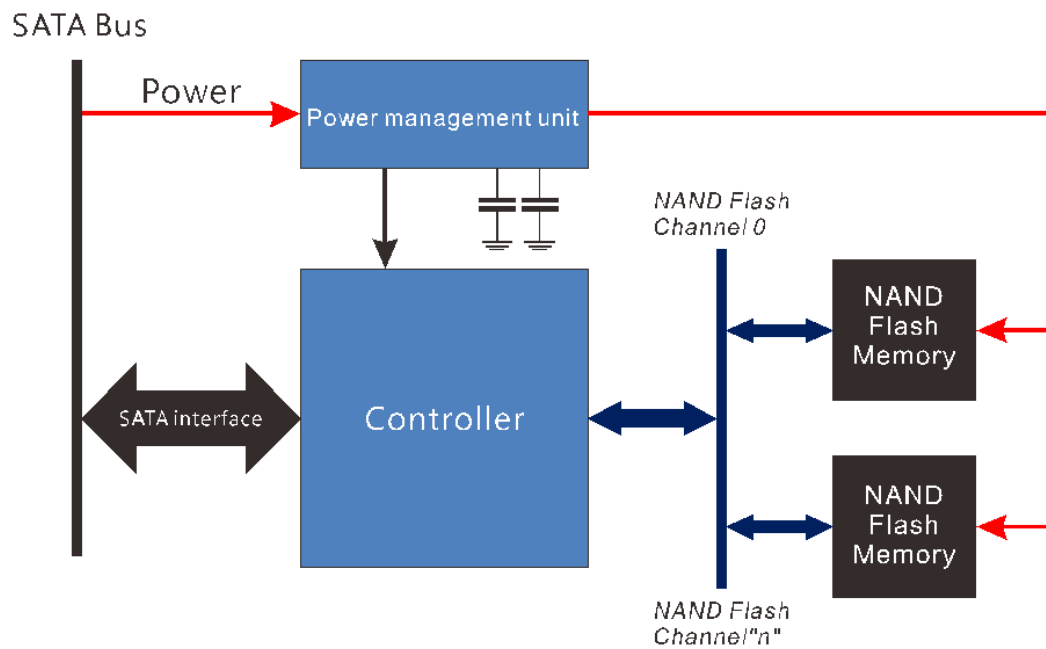 SATA Bus
Power
Power management unit
NAND Flash
Channel 0
NAND
Flash
Memory
SATA interface
Controller
NAND
Flash
Memory
NAND Flash
Channel"n"